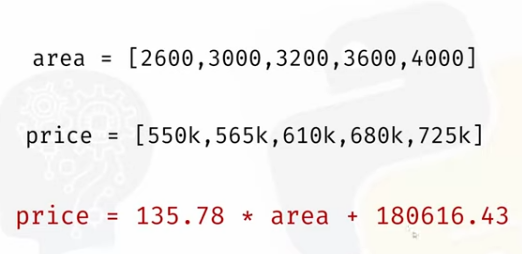 area = [2600,3000,3200,3600,4000]
price = [550k,565k,610k,680k,725k]
price = 135.78 * area + 180616.43